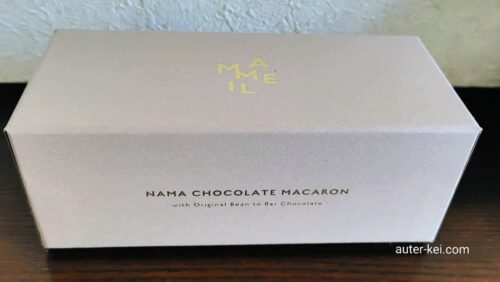 MA
ME
IL
NAMA CHOCOLATE MACARON
- with Original Bean to Bar Chocolate -
auter-kei.com